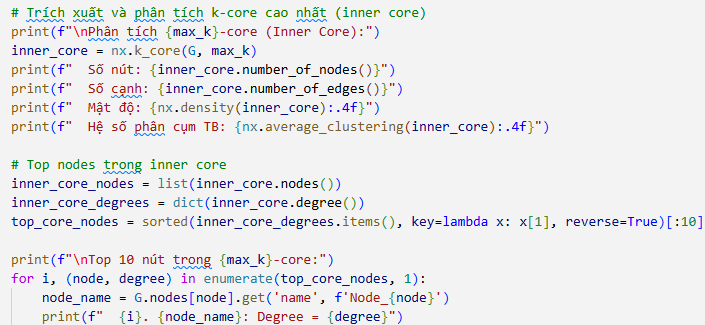 # Trích xuất và phân tích k-core cao nhất (inner core)
print(f"\nPhân tích {max_k}-core (Inner Core):")
inner_core = nx.k_core(G, max_k)
print(f"  Số nút: {inner_core.number_of_nodes()}")
print(f"  Số cạnh: {inner_core.number_of_edges()}")
print(f"  Mật độ: {nx.density(inner_core):.4f}")
print(f"  Hệ số phân cụm TB: {nx.average_clustering(inner_core):.4f}")

# Top nodes trong inner core
inner_core_nodes = list(inner_core.nodes())
inner_core_degrees = dict(inner_core.degree())
top_core_nodes = sorted(inner_core_degrees.items(), key=lambda x: x[1], reverse=True)[:10]

print(f"\nTop 10 nút trong {max_k}-core:")
for i, (node, degree) in enumerate(top_core_nodes, 1):
    node_name = G.nodes[node].get('name', f'Node_{node}')
    print(f"  {i}. {node_name}: Degree = {degree}")